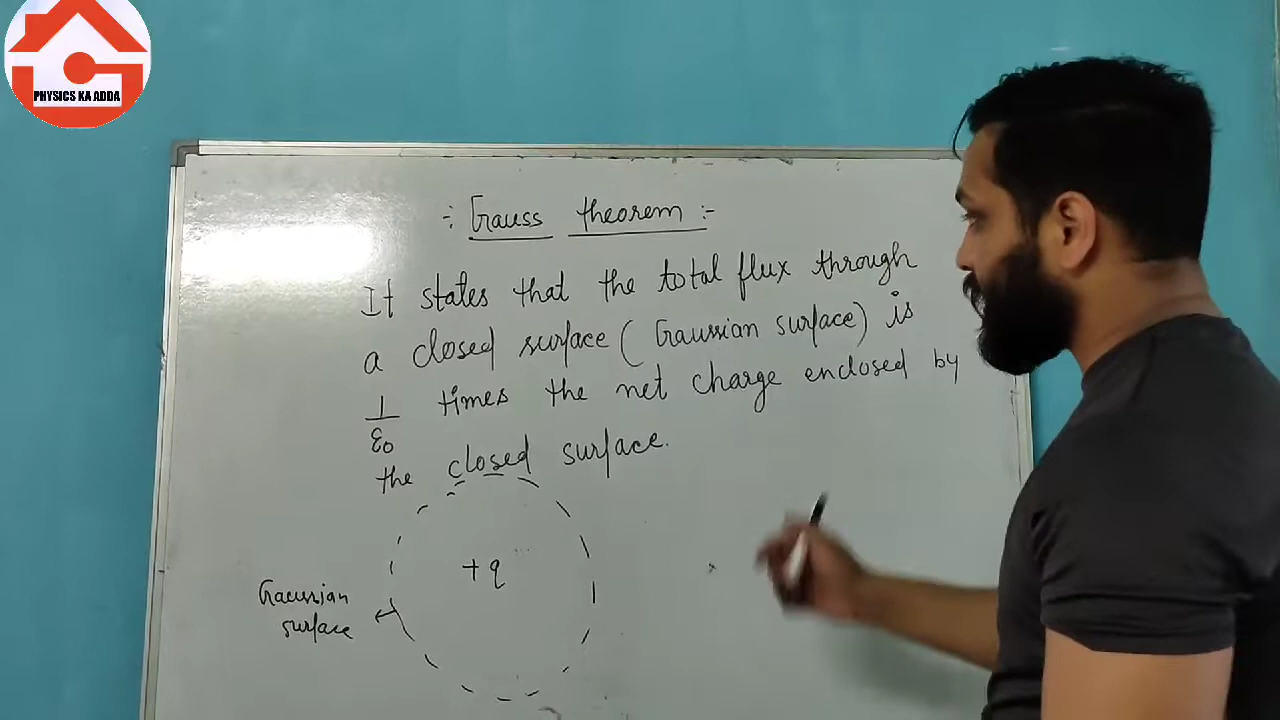 PHYSICS KA ADDA
:- Gauss theorem :-
It states that the total flux through
a closed surface ( Gaussian surface) is
1/ε0 times the net charge enclosed by
the closed surface.
+q
Gaussian
surface